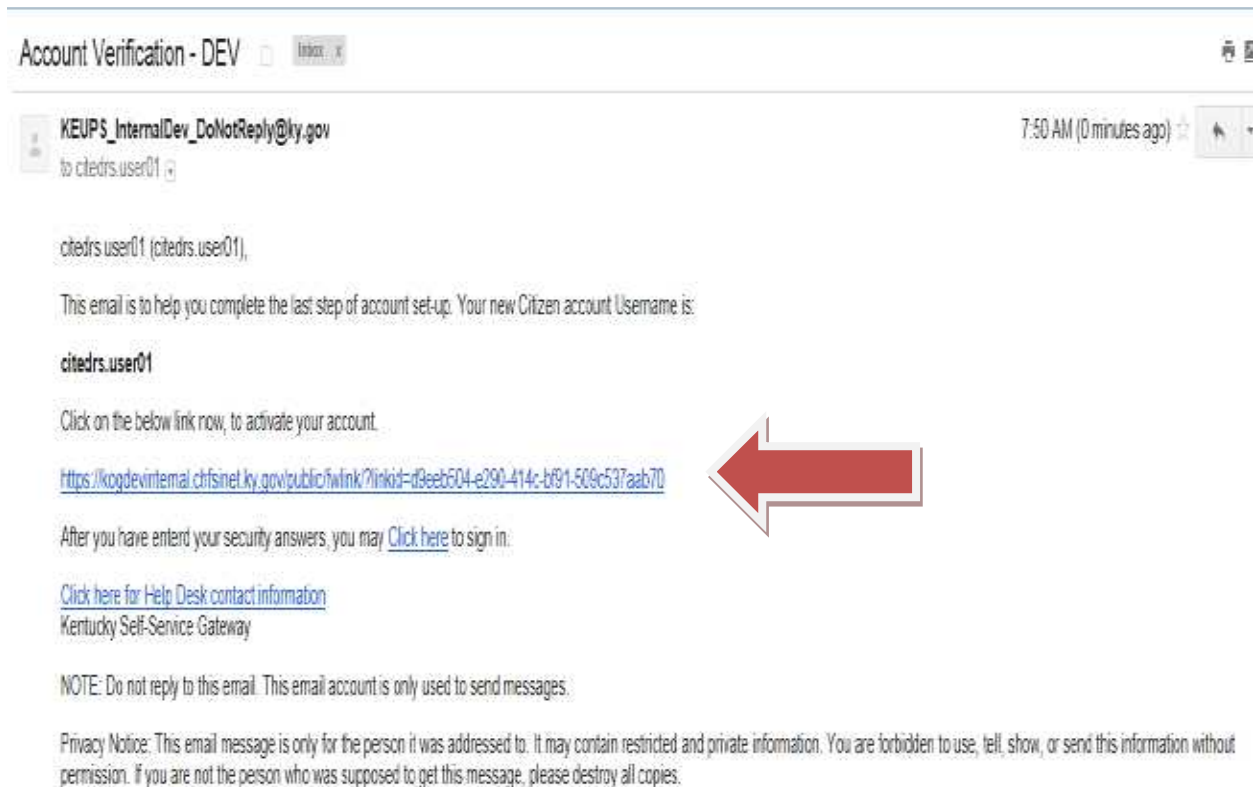 Account Verification - DEV Inbox x
KEUPS_InternalDev_DoNotReply@ky.gov 7:50 AM (0 minutes ago)
to citedrs.user01
citedrs.user01 (citedrs.user01),
This email is to help you complete the last step of account set-up. Your new Citizen account Username is:
citedrs.user01
Click on the below link now, to activate your account.
https://kogdevinternal.chfsinet.ky.gov/public/fwlink/?linkid=d9eeb504-e290-414c-bf91-509c537aab70
After you have enterd your security answers, you may Click here to sign in.
Click here for Help Desk contact information
Kentucky Self-Service Gateway
NOTE: Do not reply to this email. This email account is only used to send messages.
Privacy Notice: This email message is only for the person it was addressed to. It may contain restricted and private information. You are forbidden to use, tell, show, or send this information without
permission. If you are not the person who was supposed to get this message, please destroy all copies.